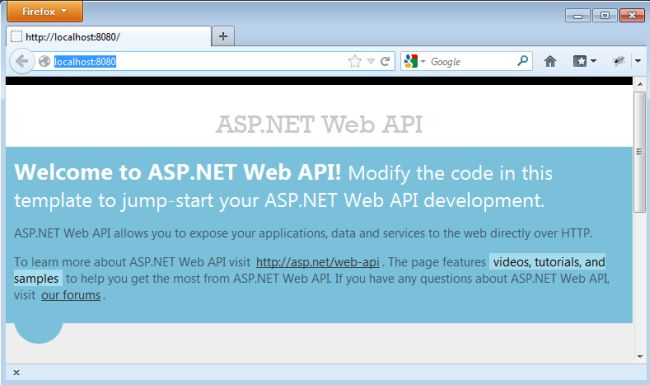 Firefox
http://localhost:8080/
localhost:8080
Google
ASP.NET Web API
Welcome to ASP.NET Web API! Modify the code in this
template to jump-start your ASP.NET Web API development.
ASP.NET Web API allows you to expose your applications, data and services to the web directly over HTTP.
To learn more about ASP.NET Web API visit http://asp.net/web-api. The page features videos, tutorials, and
samples to help you get the most from ASP.NET Web API. If you have any questions about ASP.NET Web API,
visit our forums.